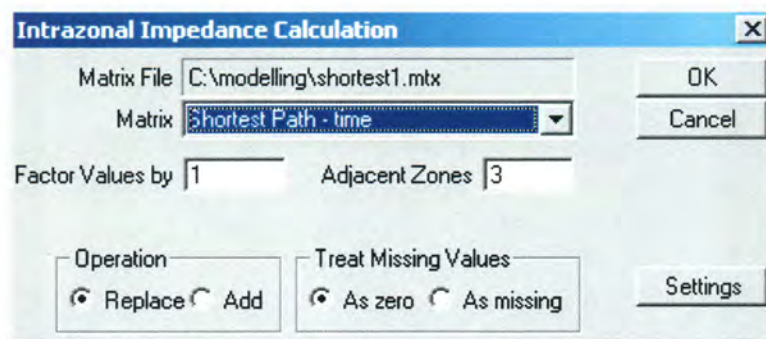 Intrazonal Impedance Calculation
Matrix File C:\modelling\shortest1.mtx OK
Matrix Shortest Path - time Cancel
Factor Values by 1 Adjacent Zones 3
Operation Treat Missing Values
Replace Add As zero As missing Settings